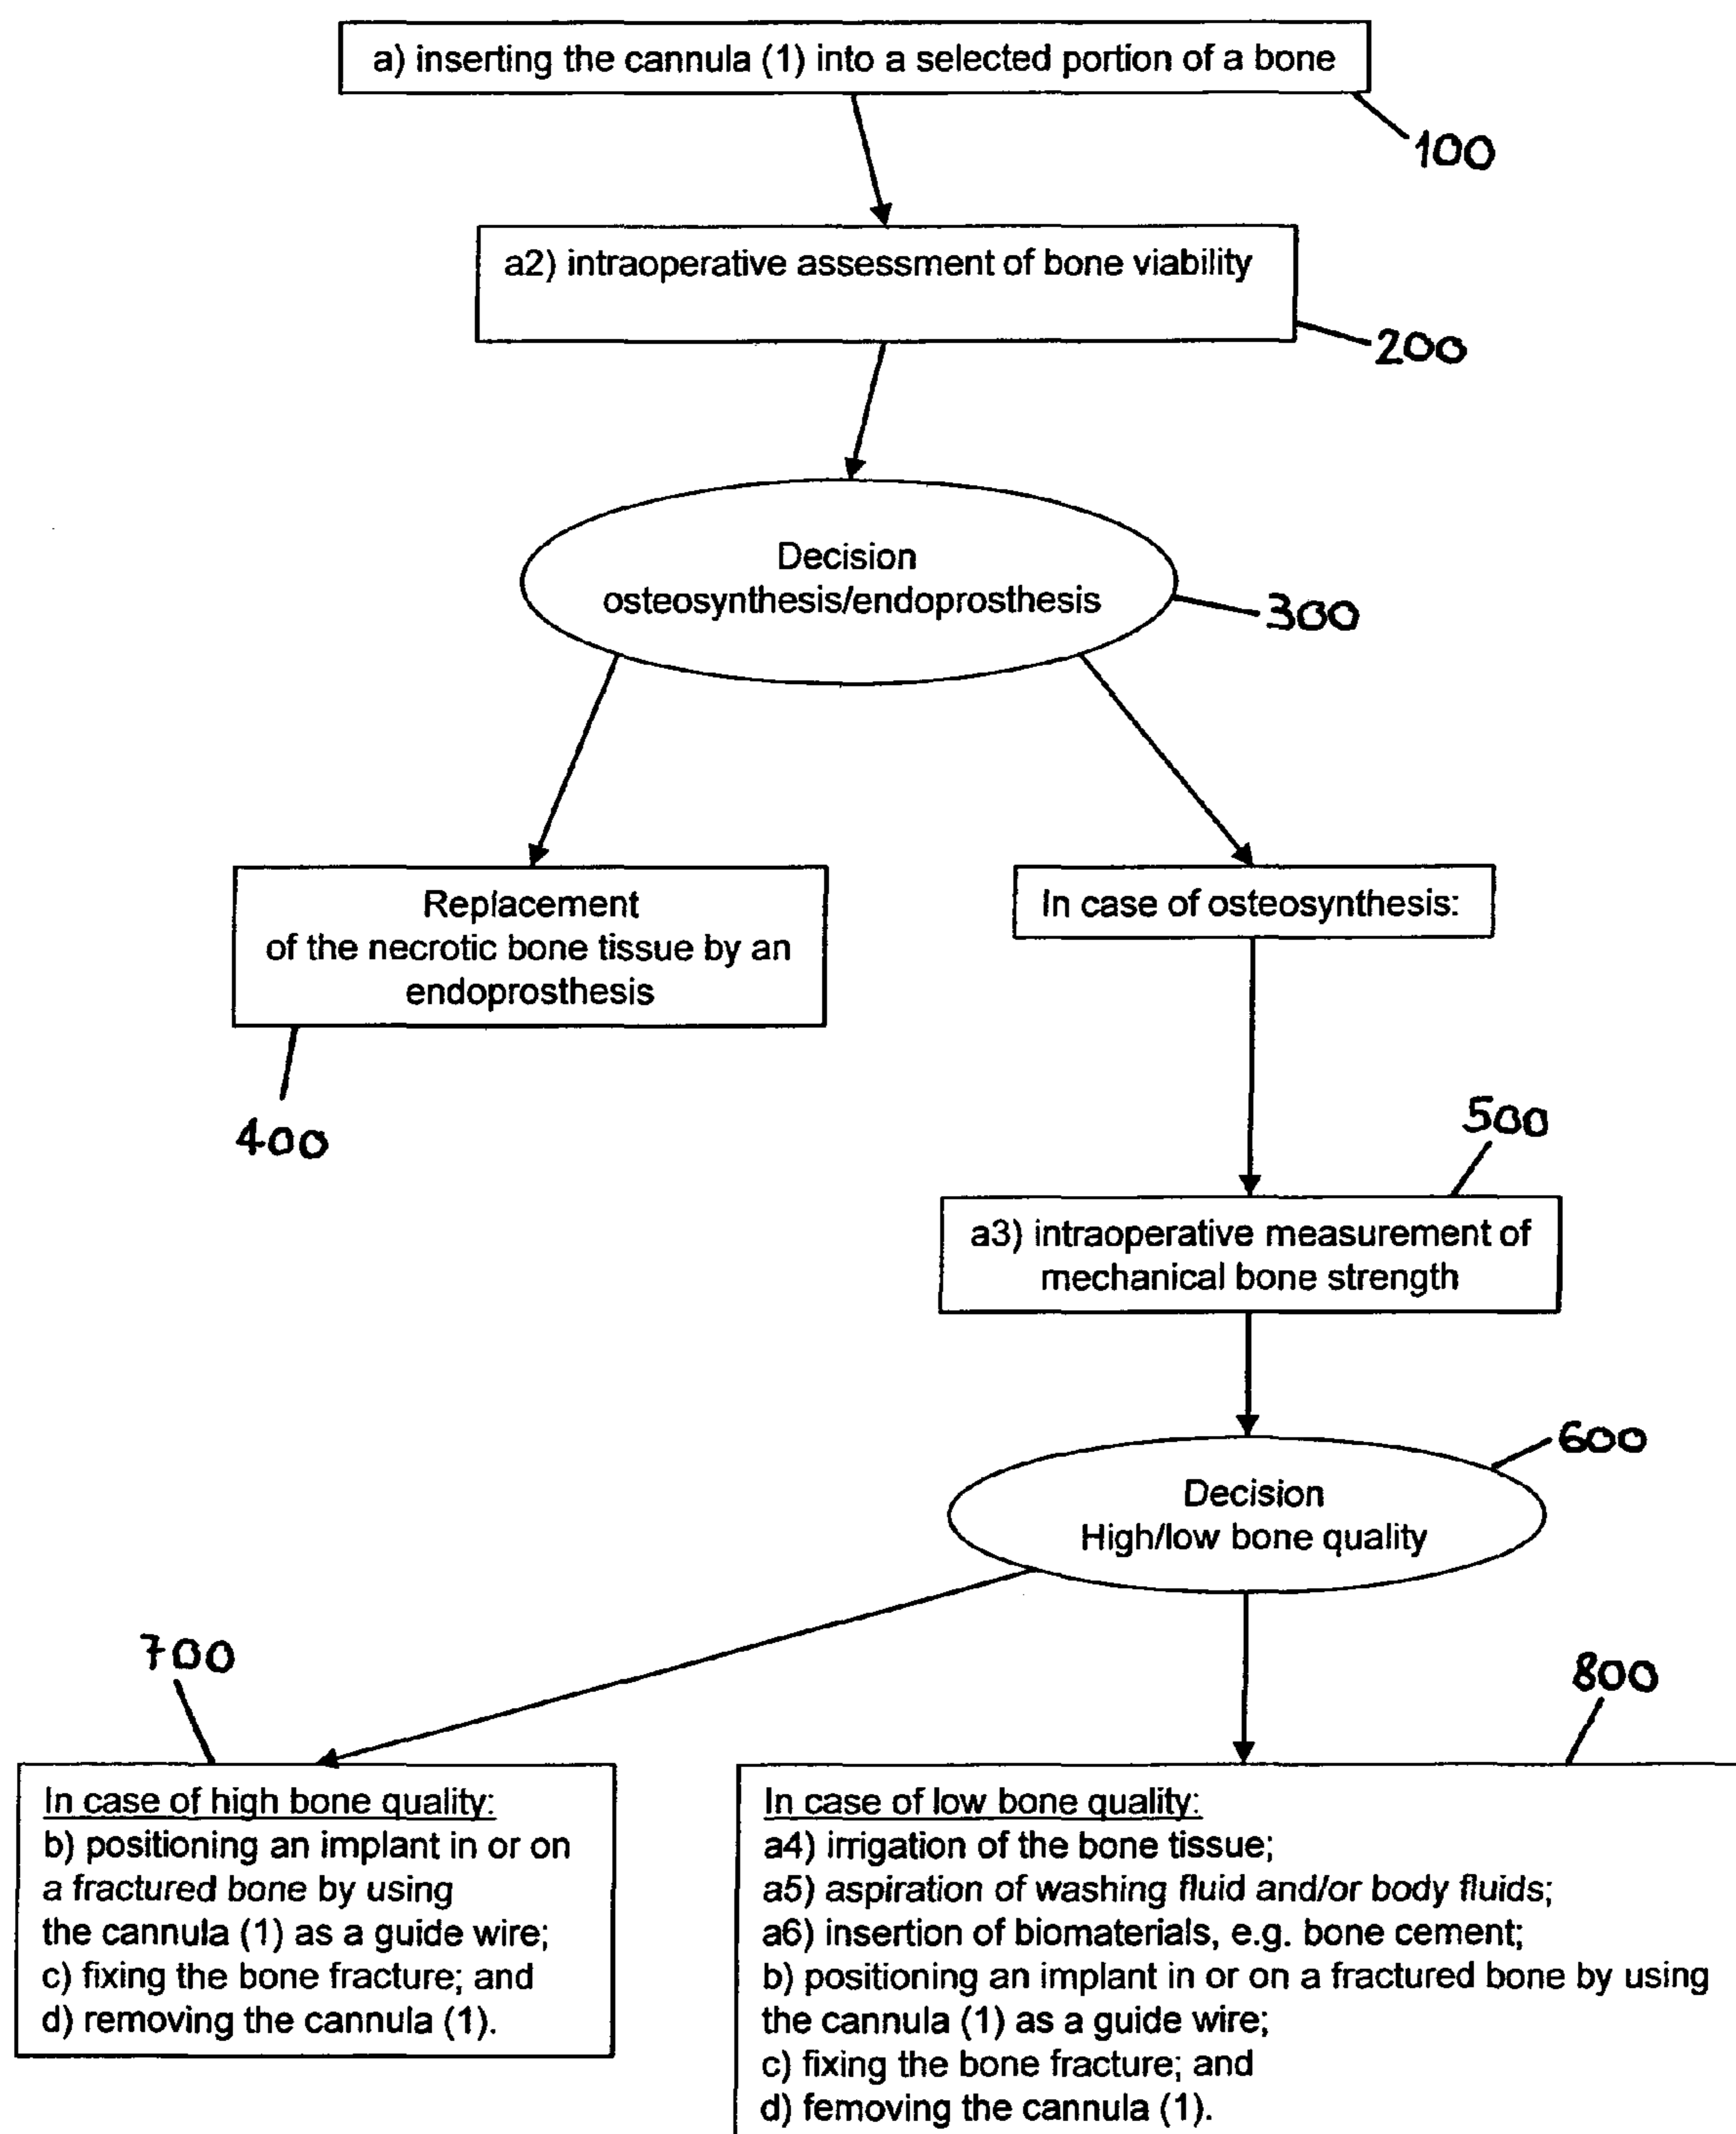 a) inserting the cannula (1) into a selected portion of a bone
100
a2) intraoperative assessment of bone viability
200
Decision
osteosynthesis/endoprosthesis
300
Replacement
of the necrotic bone tissue by an
endoprosthesis
400
In case of osteosynthesis:
500
a3) intraoperative measurement of
mechanical bone strength
600
Decision
High/low bone quality
700
In case of high bone quality:
b) positioning an implant in or on
a fractured bone by using
the cannula (1) as a guide wire;
c) fixing the bone fracture; and
d) removing the cannula (1).
800
In case of low bone quality:
a4) irrigation of the bone tissue;
a5) aspiration of washing fluid and/or body fluids;
a6) insertion of biomaterials, e.g. bone cement;
b) positioning an implant in or on a fractured bone by using
the cannula (1) as a guide wire;
c) fixing the bone fracture; and
d) femoving the cannula (1).